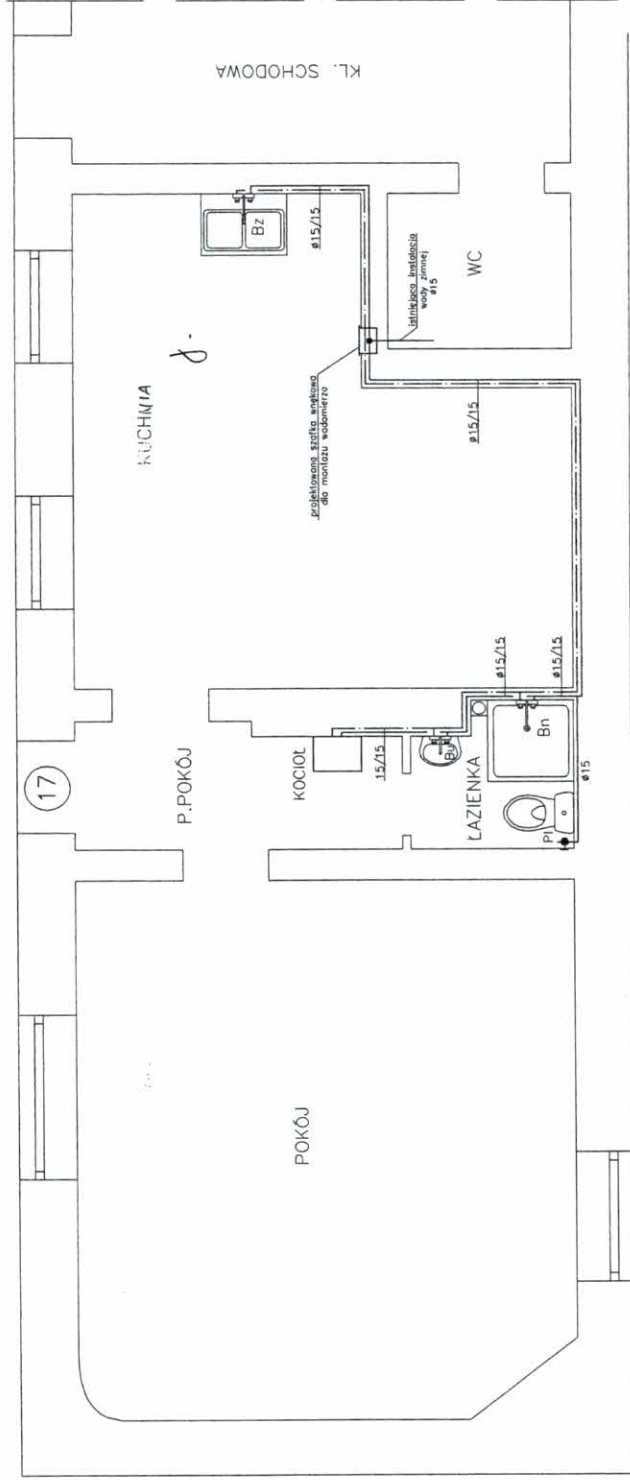 KL. SCHODOWA
KUCHNIA
Bz
ø15/15
istniejąca instalacja
wody zimnej
ø15
WC
projektowana szafka wnękowa
dla montażu wodomierza
ø15/15
17
P.POKÓJ
KOCIOŁ
15/15
Bu
ŁAZIENKA
ø15/15
ø15/15
Bn
Pl
ø15
POKÓJ